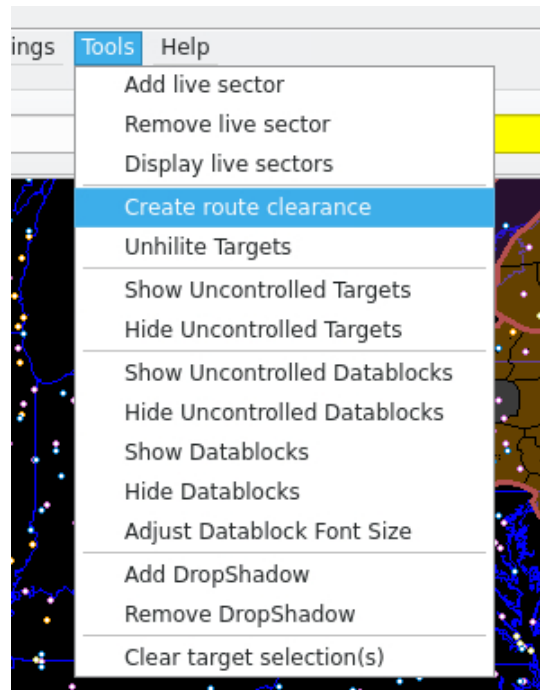 ings Tools Help
Add live sector
Remove live sector
Display live sectors
Create route clearance
Unhilite Targets
Show Uncontrolled Targets
Hide Uncontrolled Targets
Show Uncontrolled Datablocks
Hide Uncontrolled Datablocks
Show Datablocks
Hide Datablocks
Adjust Datablock Font Size
Add DropShadow
Remove DropShadow
Clear target selection(s)